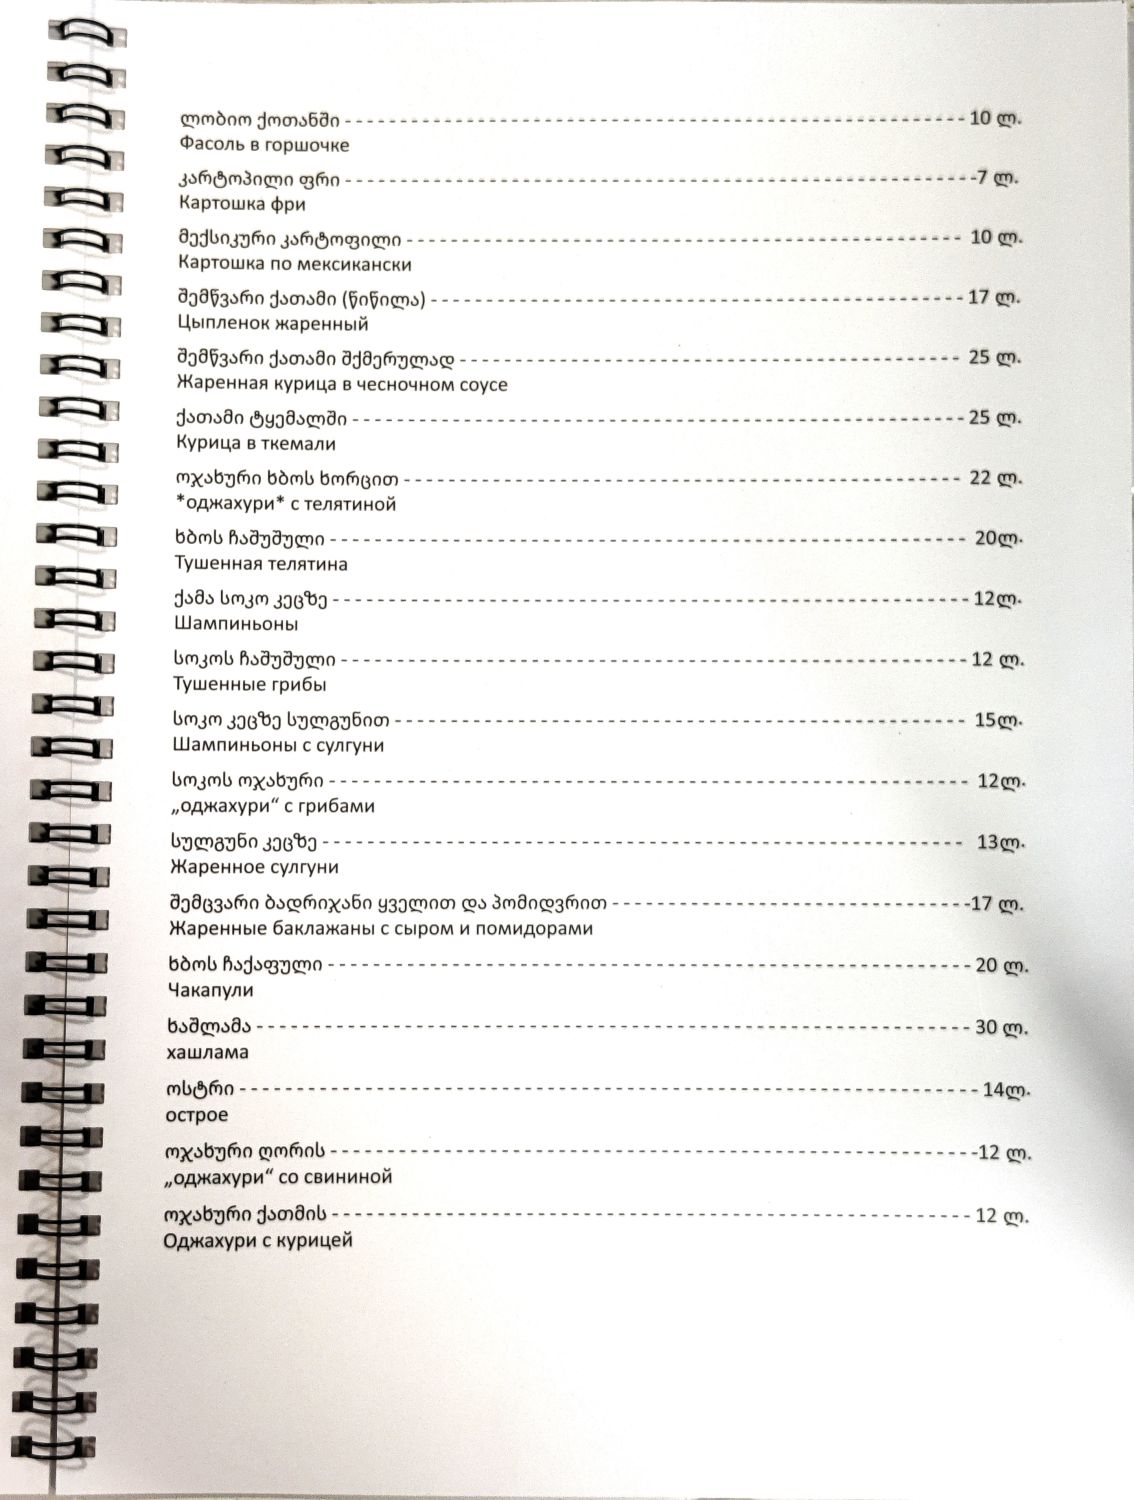 ლობიო ქოთანში - - - - - - - - - - - - - - - - - - - - - - - - - - - - - - - - - - - - - - - - 10 ლ.
Фасоль в горшочке
კარტოპილი ფრი - - - - - - - - - - - - - - - - - - - - - - - - - - - - - - - - - - - - - - - -7 ლ.
Картошка фри
მექსიკური კარტოფილი - - - - - - - - - - - - - - - - - - - - - - - - - - - - - - - - - - - - 10 ლ.
Картошка по мексикански
შემწვარი ქათამი (წიწილა) - - - - - - - - - - - - - - - - - - - - - - - - - - - - - - - - - - 17 ლ.
Цыпленок жаренный
შემწვარი ქათამი შქმერულად - - - - - - - - - - - - - - - - - - - - - - - - - - - - - - - - 25 ლ.
Жаренная курица в чесночном соусе
ქათამი ტყემალში - - - - - - - - - - - - - - - - - - - - - - - - - - - - - - - - - - - - - - - 25 ლ.
Курица в ткемали
ოჯახური ხბოს ხორცით - - - - - - - - - - - - - - - - - - - - - - - - - - - - - - - - - - - - 22 ლ.
*оджахури* с телятиной
ხბოს ჩაშუშული - - - - - - - - - - - - - - - - - - - - - - - - - - - - - - - - - - - - - - - - 20ლ.
Тушенная телятина
ქამა სოკო კეცზე - - - - - - - - - - - - - - - - - - - - - - - - - - - - - - - - - - - - - - - - 12ლ.
Шампиньоны
სოკოს ჩაშუშული - - - - - - - - - - - - - - - - - - - - - - - - - - - - - - - - - - - - - - - 12 ლ.
Тушенные грибы
სოკო კეცზე სულგუნით - - - - - - - - - - - - - - - - - - - - - - - - - - - - - - - - - - - - 15ლ.
Шампиньоны с сулгуни
სოკოს ოჯახური - - - - - - - - - - - - - - - - - - - - - - - - - - - - - - - - - - - - - - - - 12ლ.
„оджахури“ с грибами
სულგუნი კეცზე - - - - - - - - - - - - - - - - - - - - - - - - - - - - - - - - - - - - - - - - 13ლ.
Жаренное сулгуни
შემცვარი ბადრიჯანი ყველით და პომიდვრით - - - - - - - - - - - - - - - - - - - - - - -17 ლ.
Жаренные баклажаны с сыром и помидорами
ხბოს ჩაქაფული - - - - - - - - - - - - - - - - - - - - - - - - - - - - - - - - - - - - - - - - 20 ლ.
Чакапули
ხაშლამა - - - - - - - - - - - - - - - - - - - - - - - - - - - - - - - - - - - - - - - - - - - - 30 ლ.
хашлама
ოსტრი - - - - - - - - - - - - - - - - - - - - - - - - - - - - - - - - - - - - - - - - - - - - - 14ლ.
острое
ოჯახური ღორის - - - - - - - - - - - - - - - - - - - - - - - - - - - - - - - - - - - - - - - -12 ლ.
„оджахури“ со свининой
ოჯახური ქათმის - - - - - - - - - - - - - - - - - - - - - - - - - - - - - - - - - - - - - - - - 12 ლ.
Оджахури с курицей